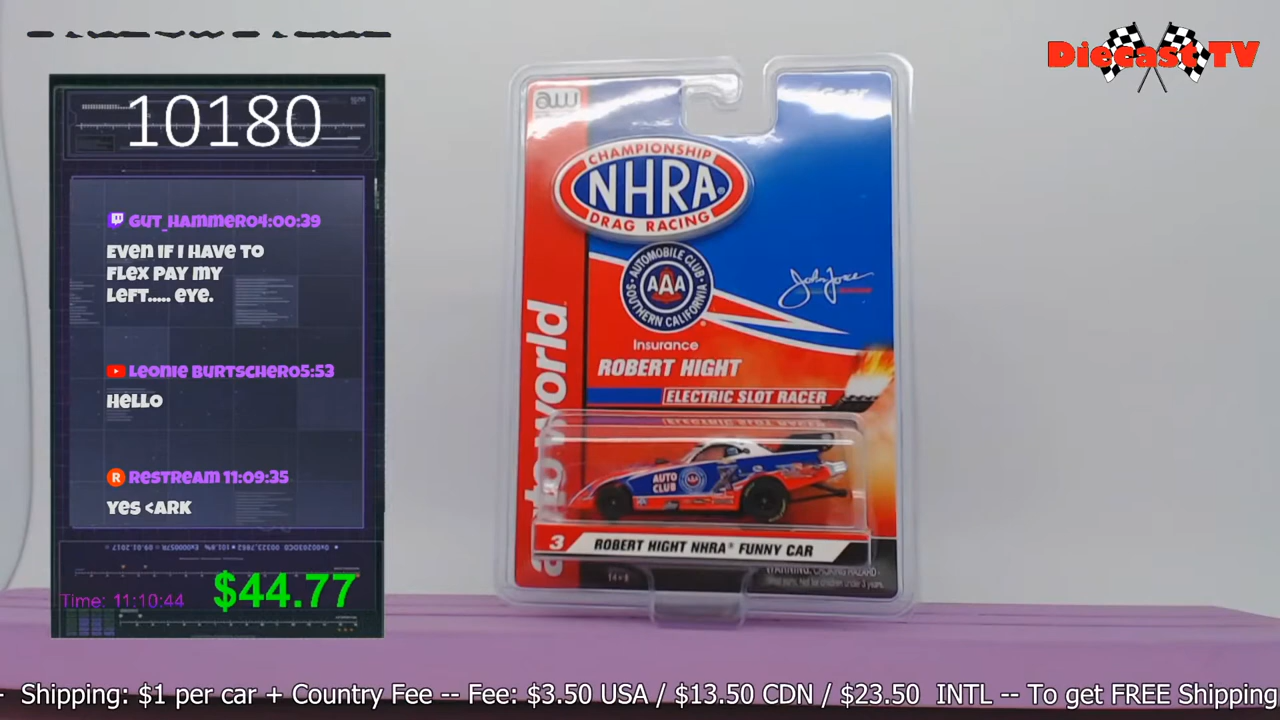 Diecast TV
10180
GUT_HAMMER04:00:39
EVEN IF I HAVE TO
FLEX PAY MY
LEFT..... EYE.
LEONIE BURTSCHER05:53
HELLO
RESTREAM 11:09:35
YES <ARK
Time: 11:10:44
$44.77
aw
CHAMPIONSHIP
NHRA
DRAG RACING
AUTOMOBILE CLUB
AAA
SOUTHERN CALIFORNIA
John Force
Insurance
ROBERT HIGHT
ELECTRIC SLOT RACER
autoworld
AUTO
CLUB
3
ROBERT HIGHT NHRA® FUNNY CAR
14+
Shipping: $1 per car + Country Fee -- Fee: $3.50 USA / $13.50 CDN / $23.50 INTL -- To get FREE Shipping